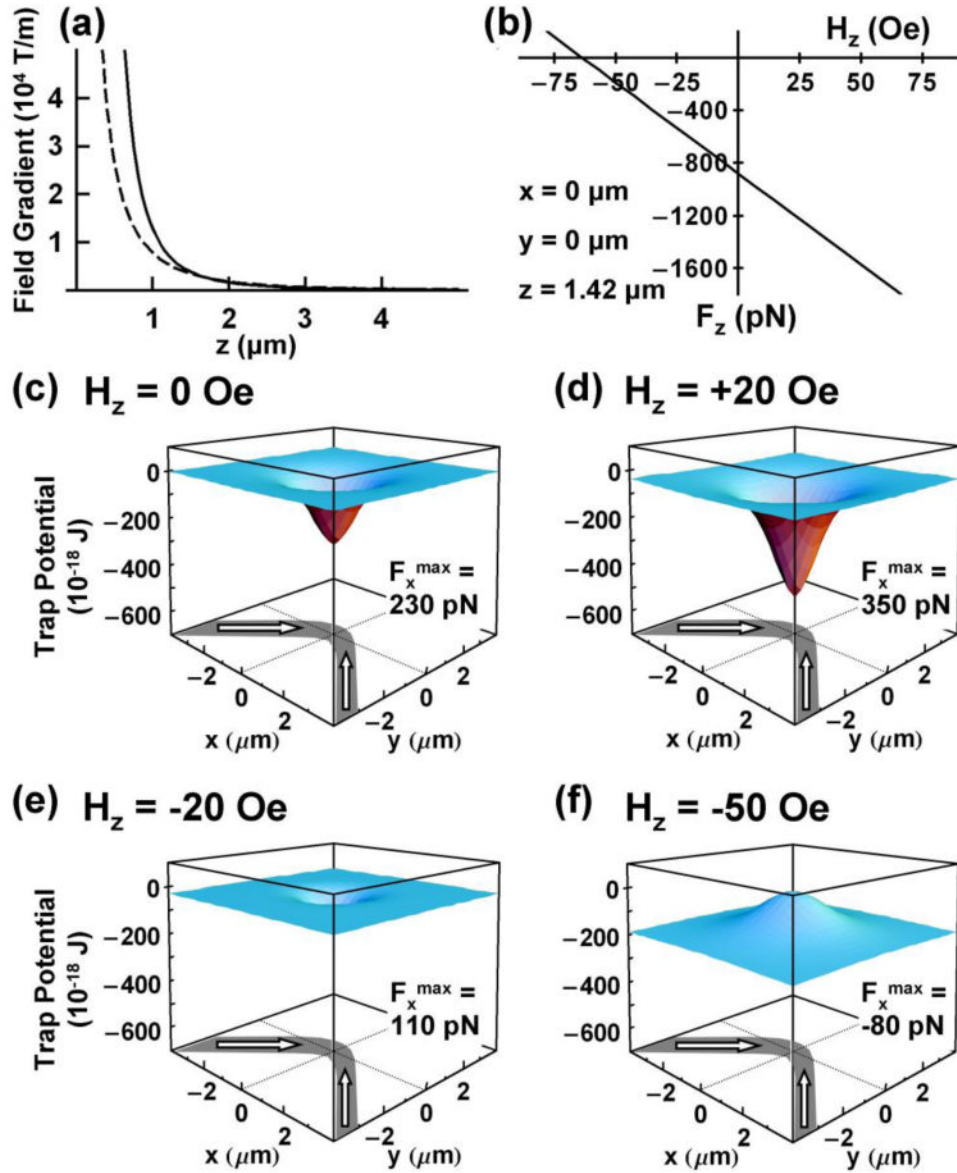 (a)
Field Gradient (10⁴ T/m)
4
3
2
1
1 2 3 4
z (μm)
(b)
H_z (Oe)
−75 −50 −25 25 50 75
−400
−800
−1200
−1600
x = 0 μm
y = 0 μm
z = 1.42 μm
F_z (pN)
(c) H_z = 0 Oe
Trap Potential
(10⁻¹⁸ J)
0
−200
−400
−600
F_x^max =
230 pN
−2 0 2
x (μm)
−2 0 2
y (μm)
(d) H_z = +20 Oe
0
−200
−400
−600
F_x^max =
350 pN
−2 0 2
x (μm)
−2 0 2
y (μm)
(e) H_z = -20 Oe
Trap Potential
(10⁻¹⁸ J)
0
−200
−400
−600
F_x^max =
110 pN
−2 0 2
x (μm)
−2 0 2
y (μm)
(f) H_z = -50 Oe
0
−200
−400
−600
F_x^max =
-80 pN
−2 0 2
x (μm)
−2 0 2
y (μm)